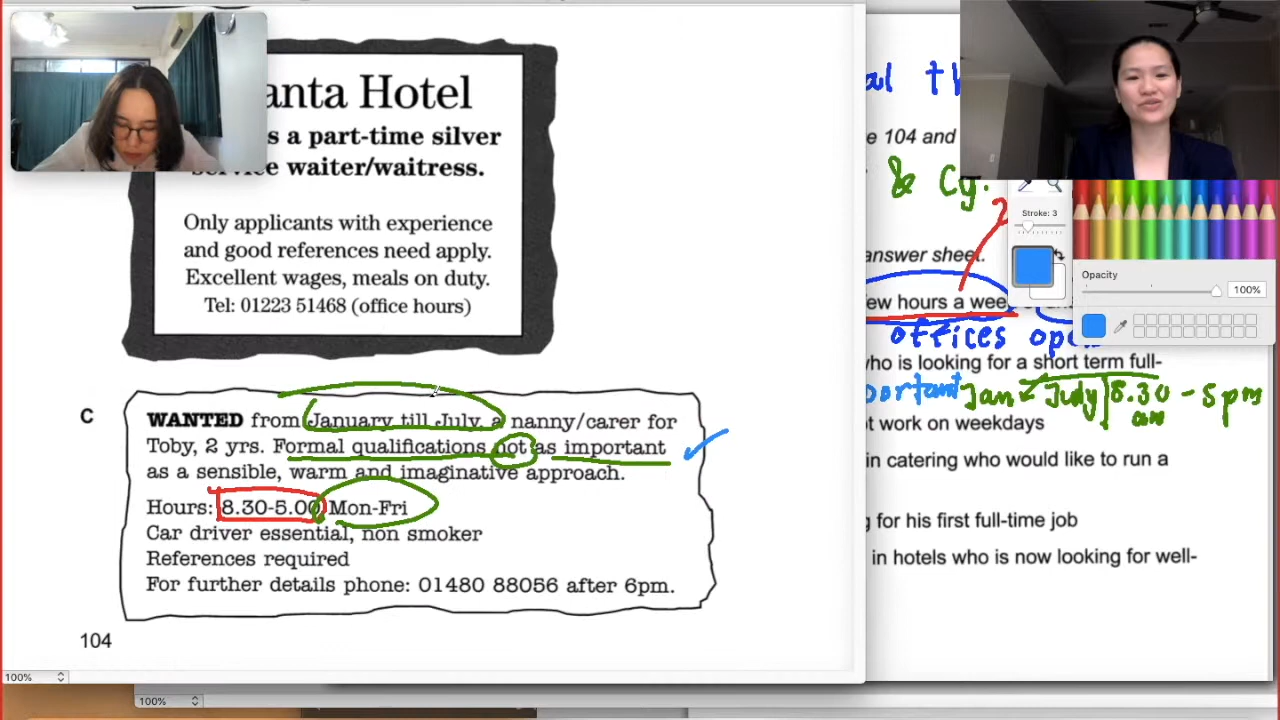 anta Hotel
s a part-time silver
service waiter/waitress.
Only applicants with experience
and good references need apply.
Excellent wages, meals on duty.
Tel: 01223 51468 (office hours)
C
WANTED from January till July, a nanny/carer for
Toby, 2 yrs. Formal qualifications not as important
as a sensible, warm and imaginative approach.
Hours: 8.30-5.00 Mon-Fri
Car driver essential, non smoker
References required
For further details phone: 01480 88056 after 6pm.
104
100%
100%
e 104 and
& Cy.
answer sheet.
few hours a week
offices open
who is looking for a short term full-
portant Jan July 8.30 - 5pm
am
t work on weekdays
in catering who would like to run a
g for his first full-time job
in hotels who is now looking for well-
Stroke: 3
Opacity
100%